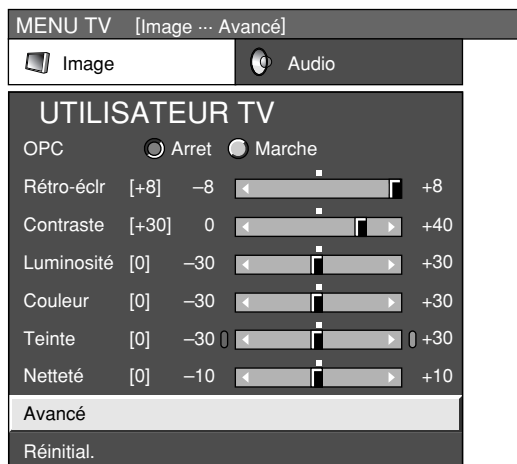 MENU TV [Image ··· Avancé]
Image Audio
UTILISATEUR TV
OPC Arret Marche
Rétro-éclr [+8] –8 +8
Contraste [+30] 0 +40
Luminosité [0] –30 +30
Couleur [0] –30 +30
Teinte [0] –30 +30
Netteté [0] –10 +10
Avancé
Réinitial.